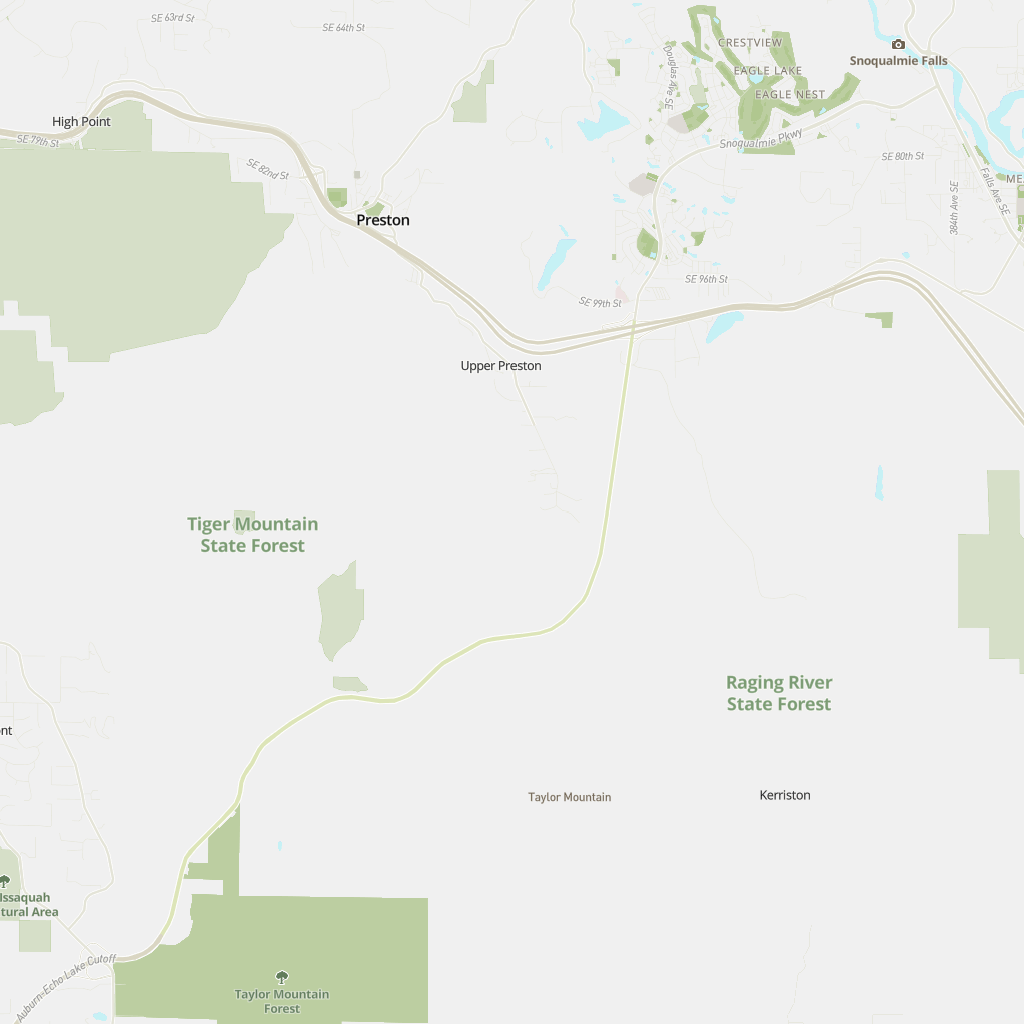 SE 63rd St
SE 64th St
Douglas Ave SE
CRESTVIEW
EAGLE LAKE
EAGLE NEST
Snoqualmie Falls
High Point
SE 79th St
Snoqualmie Pkwy
SE 80th St
SE 82nd St
ME
Falls Ave SE
384th Ave SE
Preston
SE 96th St
SE 99th St
Upper Preston
Tiger Mountain
State Forest
Raging River
State Forest
nt
Taylor Mountain
Kerriston
Issaquah
tural Area
Auburn-Echo Lake Cutoff
Taylor Mountain
Forest